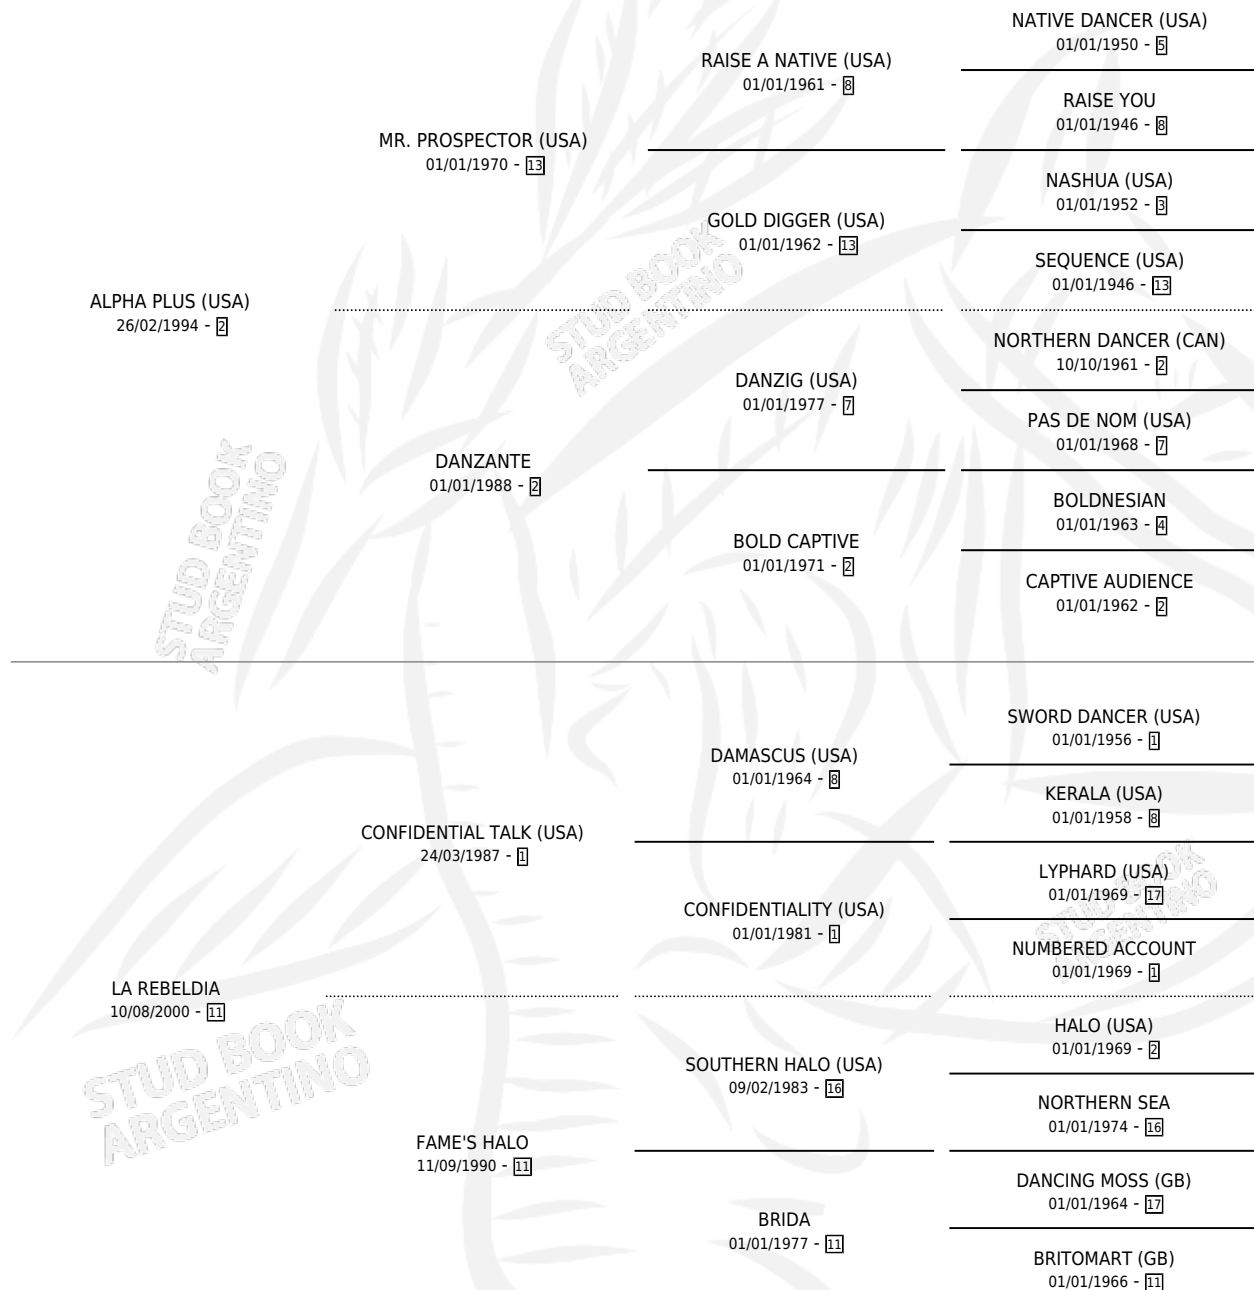 NATIVE DANCER (USA)
01/01/1950 - 5
RAISE A NATIVE (USA)
01/01/1961 - 8
RAISE YOU
01/01/1946 - 8
MR. PROSPECTOR (USA)
01/01/1970 - 13
NASHUA (USA)
01/01/1952 - 3
GOLD DIGGER (USA)
01/01/1962 - 13
SEQUENCE (USA)
01/01/1946 - 13
STUD BOOK
ARGENTINO
ALPHA PLUS (USA)
26/02/1994 - 2
NORTHERN DANCER (CAN)
10/10/1961 - 2
DANZIG (USA)
01/01/1977 - 7
PAS DE NOM (USA)
01/01/1968 - 7
DANZANTE
01/01/1988 - 2
BOLDNESIAN
01/01/1963 - 4
BOLD CAPTIVE
01/01/1971 - 2
CAPTIVE AUDIENCE
01/01/1962 - 2
STUD BOOK
ARGENTINO
SWORD DANCER (USA)
01/01/1956 - 1
DAMASCUS (USA)
01/01/1964 - 8
KERALA (USA)
01/01/1958 - 8
CONFIDENTIAL TALK (USA)
24/03/1987 - 1
LYPHARD (USA)
01/01/1969 - 17
CONFIDENTIALITY (USA)
01/01/1981 - 1
NUMBERED ACCOUNT
01/01/1969 - 1
STUD BOOK
ARGENTINO
LA REBELDIA
10/08/2000 - 11
HALO (USA)
01/01/1969 - 2
SOUTHERN HALO (USA)
09/02/1983 - 16
NORTHERN SEA
01/01/1974 - 16
STUD BOOK
ARGENTINO
FAME'S HALO
11/09/1990 - 11
DANCING MOSS (GB)
01/01/1964 - 17
BRIDA
01/01/1977 - 11
BRITOMART (GB)
01/01/1966 - 11